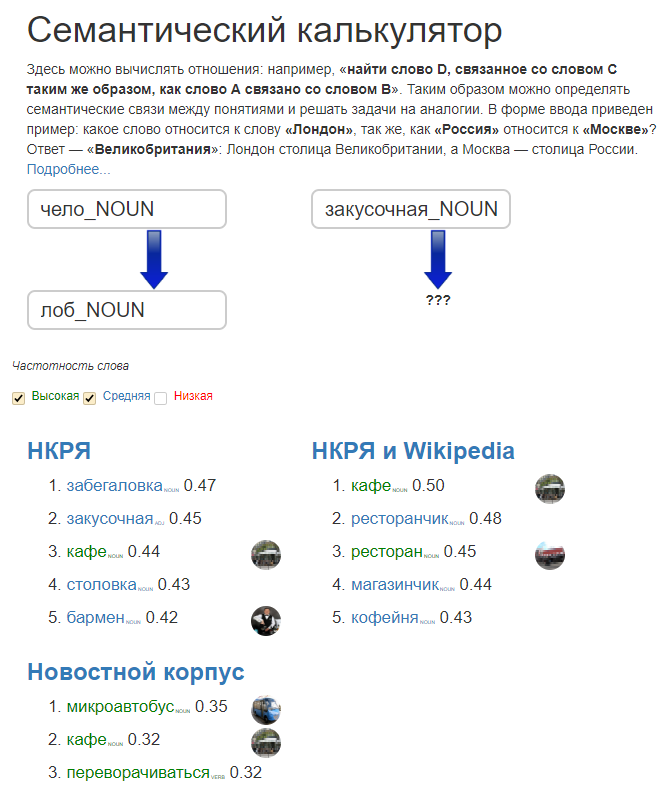 Семантический калькулятор
Здесь можно вычислять отношения: например, «найти слово D, связанное со словом C
таким же образом, как слово A связано со словом B». Таким образом можно определять
семантические связи между понятиями и решать задачи на аналогии. В форме ввода приведен
пример: какое слово относится к слову «Лондон», так же, как «Россия» относится к «Москве»?
Ответ — «Великобритания»: Лондон столица Великобритании, а Москва — столица России.
Подробнее...
чело_NOUN закусочная_NOUN
лоб_NOUN ???
Частотность слова
Высокая Средняя Низкая
НКРЯ
1. забегаловка NOUN 0.47
2. закусочная ADJ 0.45
3. кафе NOUN 0.44
4. столовка NOUN 0.43
5. бармен NOUN 0.42
НКРЯ и Wikipedia
1. кафе NOUN 0.50
2. ресторанчик NOUN 0.48
3. ресторан NOUN 0.45
4. магазинчик NOUN 0.44
5. кофейня NOUN 0.43
Новостной корпус
1. микроавтобус NOUN 0.35
2. кафе NOUN 0.32
3. переворачиваться VERB 0.32